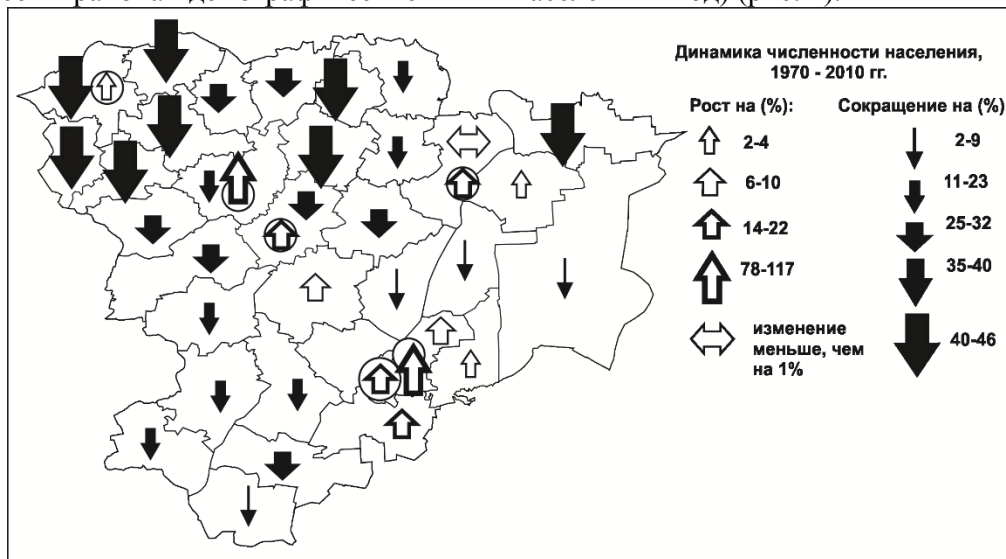 Динамика численности населения,
1970 - 2010 гг.
Рост на (%): Сокращение на (%)
2-4 2-9
6-10 11-23
14-22 25-32
78-117 35-40
изменение
меньше, чем
на 1%
40-46